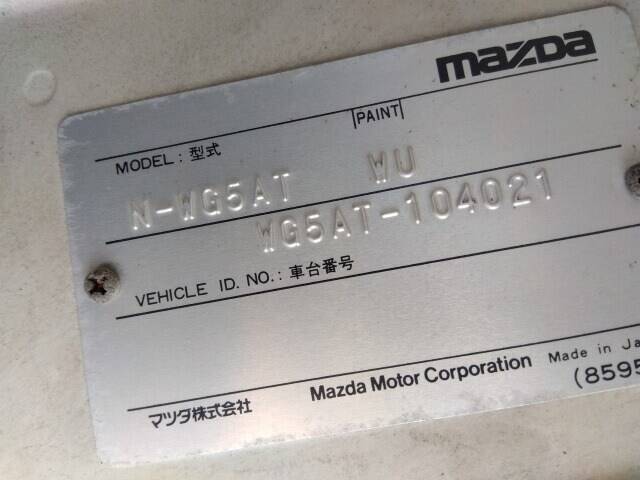 mazda
PAINT
MODEL : 型式
N-WG5AT WU
WG5AT-104021
VEHICLE ID. NO. : 車台番号
マツダ株式会社 Mazda Motor Corporation Made in Ja
(8595